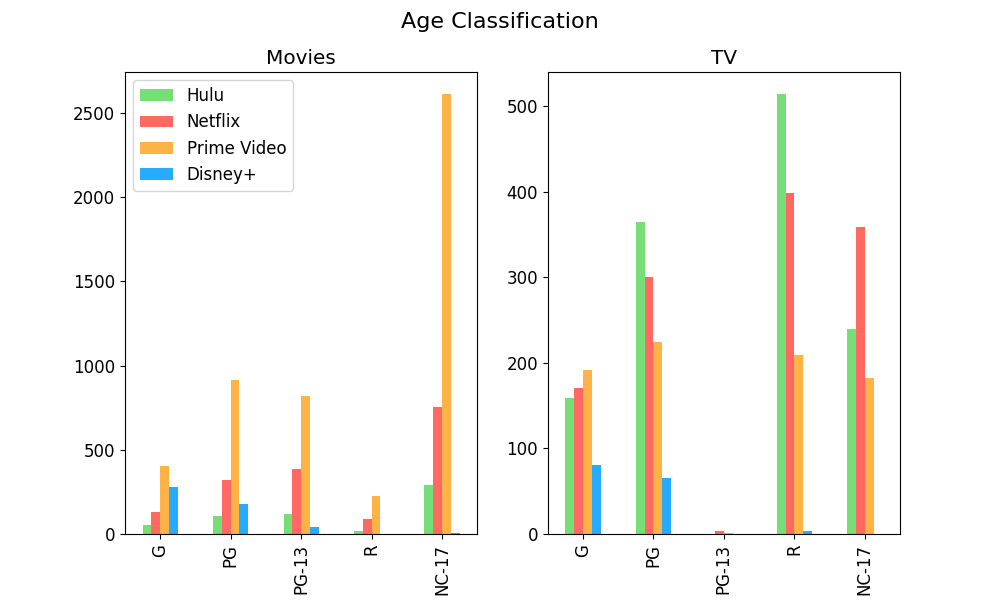 Age Classification
Movies
2500
2000
1500
1000
500
0
Hulu
Netflix
Prime Video
Disney+
G
PG
PG-13
R
NC-17
TV
500
400
300
200
100
0
G
PG
PG-13
R
NC-17